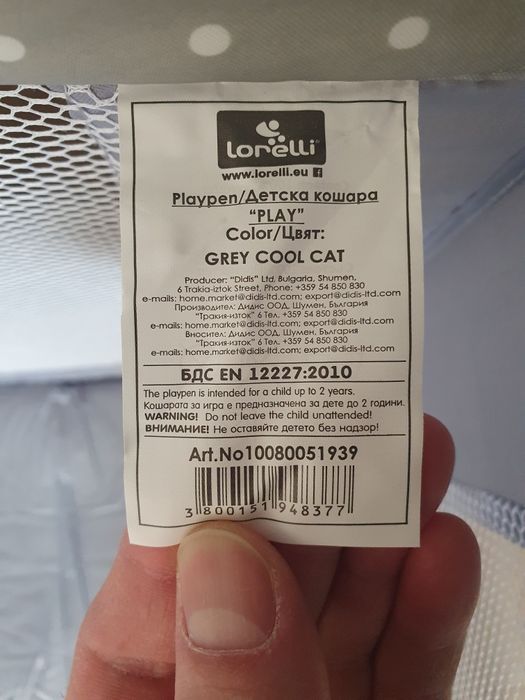 Lorelli
www.lorelli.eu
Playpen/Детска кошара
"PLAY"
Color/Цвят:
GREY COOL CAT
Producer: "Didis" Ltd, Bulgaria, Shumen,
6 Trakia-iztok Street, Phone: +359 54 850 830
e-mails: home.market@didis-ltd.com; export@didis-ltd.com
Производител: Дидис ООД, Шумен, България
"Тракия-изток" 6 Тел. +359 54 850 830
e-mails: home.market@didis-ltd.com; export@didis-ltd.com
Вносител: Дидис ООД, Шумен, България
"Тракия-изток" 6 Тел. +359 54 850 830
e-mails: home.market@didis-ltd.com; export@didis-ltd.com
БДС EN 12227:2010
The playpen is intended for a child up to 2 years.
Кошарата за игра е предназначена за дете до 2 години.
WARNING! Do not leave the child unattended!
ВНИМАНИЕ! Не оставяйте детето без надзор!
Art.No10080051939
3 800151 948377